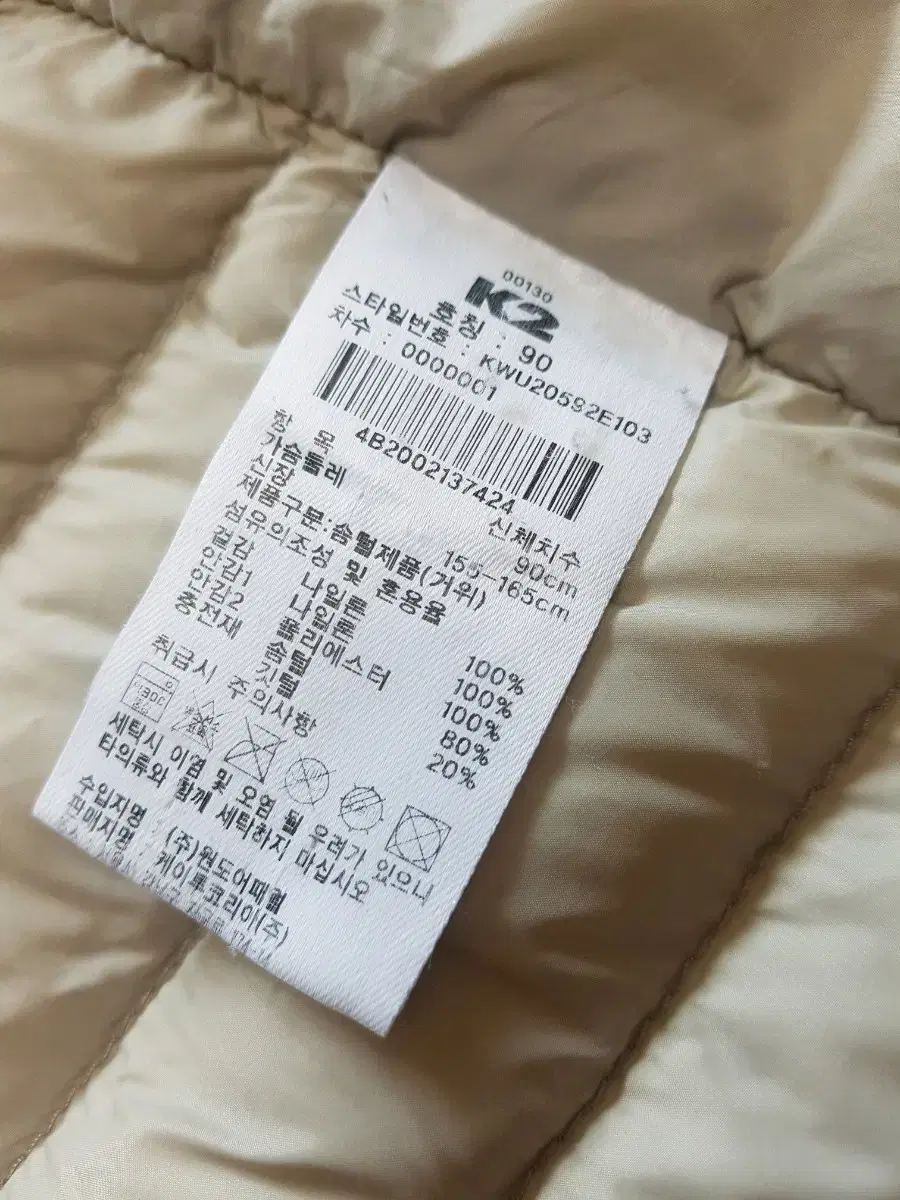 00130
K2
호칭 : 90
스타일번호 : KWU20592E103
차수 : 0000001
4B2002137424
항 목 신체치수
가슴둘레 90cm
신장 155-165cm
제품구분:솜털제품(거위)
섬유의조성 및 혼용율
겉감 나일론 100%
안감1 나일론 100%
안감2 폴리에스터 100%
충전재 솜털 80%
깃털 20%
취급시 주의사항
세탁시 이염 및 오염 될 우려가 있으니
타의류와 함께 세탁하지 마십시오
수입자명 (주)원도어패럴
판매자명 케이투코리아(주)